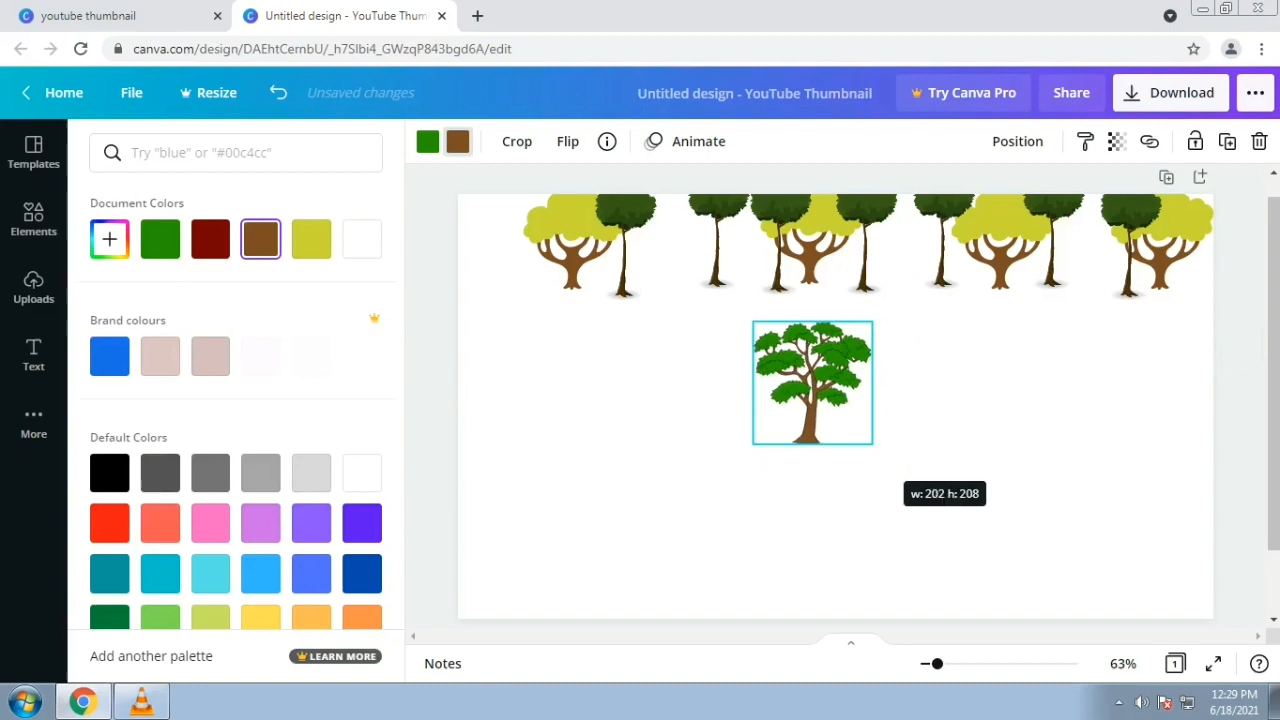 youtube thumbnail
Untitled design - YouTube Thum
canva.com/design/DAEhtCernbU/_h7Slbi4_GWzqP843bgd6A/edit
Home
File
Resize
Unsaved changes
Untitled design - YouTube Thumbnail
Try Canva Pro
Share
Download
Templates
Elements
Uploads
Text
More
Try "blue" or "#00c4cc"
Crop
Flip
Animate
Position
Document Colors
Brand colours
Default Colors
Add another palette
LEARN MORE
w: 202 h: 208
Notes
63%
1
12:29 PM
6/18/2021